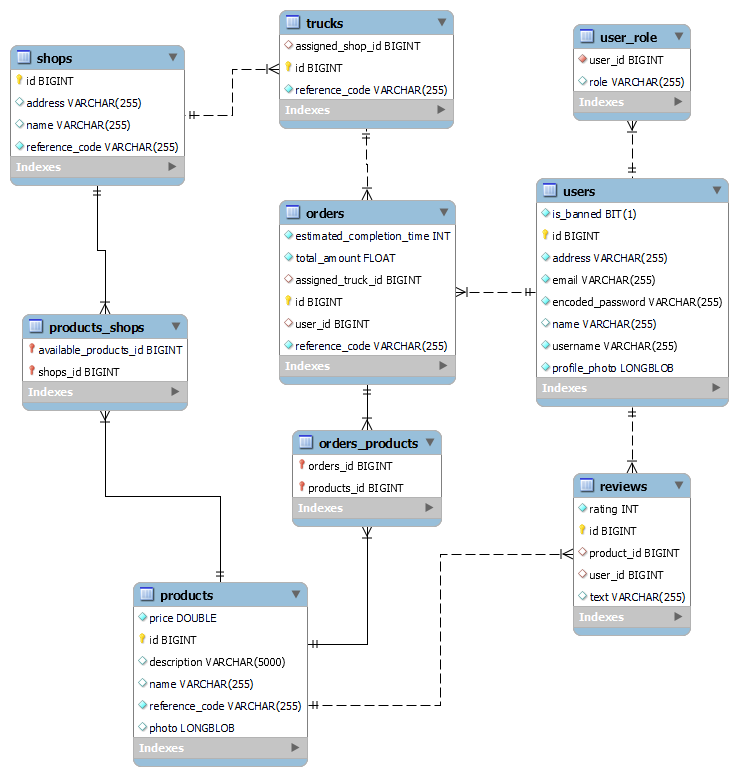 shops
id BIGINT
address VARCHAR(255)
name VARCHAR(255)
reference_code VARCHAR(255)
Indexes
trucks
assigned_shop_id BIGINT
id BIGINT
reference_code VARCHAR(255)
Indexes
user_role
user_id BIGINT
role VARCHAR(255)
Indexes
orders
estimated_completion_time INT
total_amount FLOAT
assigned_truck_id BIGINT
id BIGINT
user_id BIGINT
reference_code VARCHAR(255)
Indexes
users
is_banned BIT(1)
id BIGINT
address VARCHAR(255)
email VARCHAR(255)
encoded_password VARCHAR(255)
name VARCHAR(255)
username VARCHAR(255)
profile_photo LONGBLOB
Indexes
products_shops
available_products_id BIGINT
shops_id BIGINT
Indexes
orders_products
orders_id BIGINT
products_id BIGINT
Indexes
reviews
rating INT
id BIGINT
product_id BIGINT
user_id BIGINT
text VARCHAR(255)
Indexes
products
price DOUBLE
id BIGINT
description VARCHAR(5000)
name VARCHAR(255)
reference_code VARCHAR(255)
photo LONGBLOB
Indexes